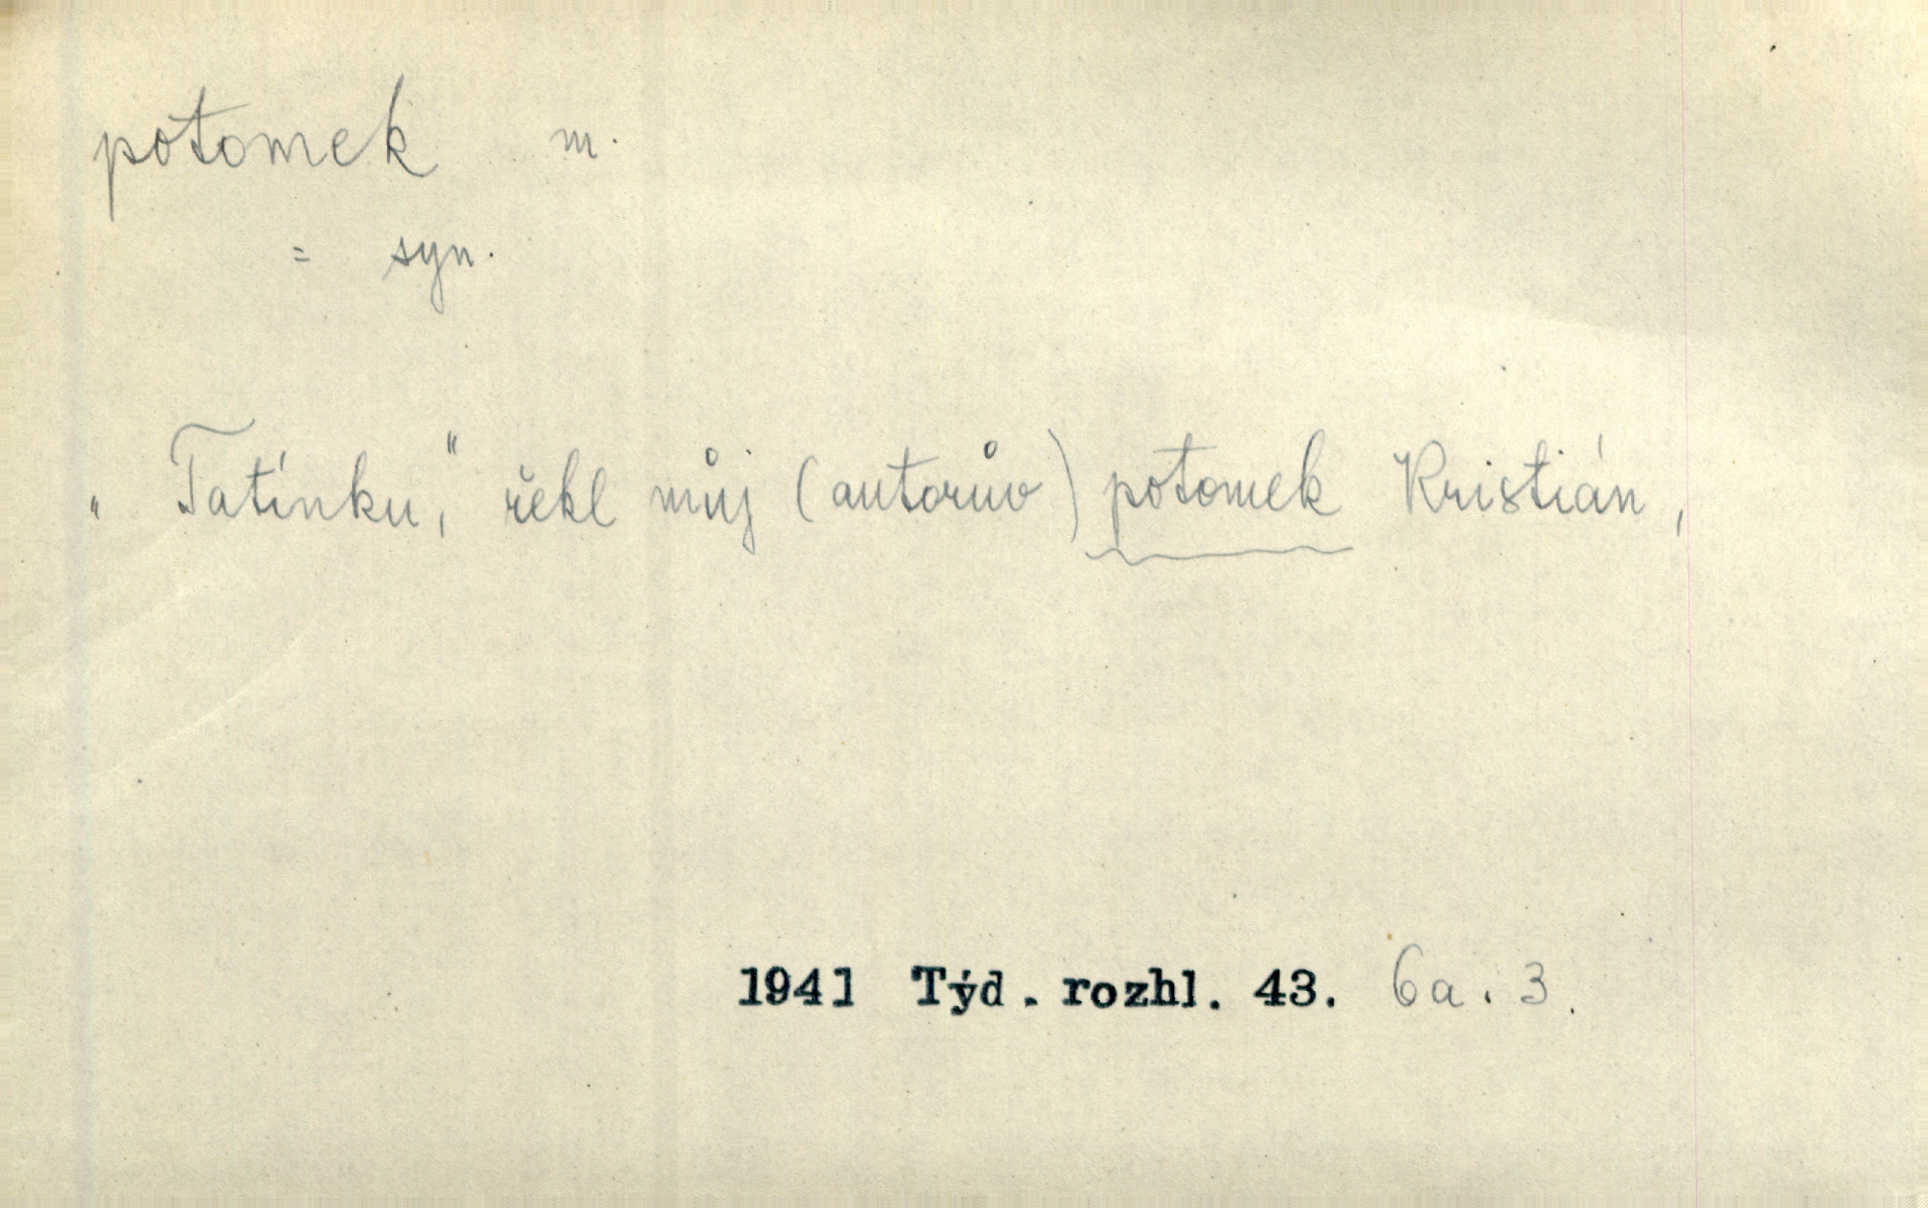 potomek m.
= syn.
„Tatínku," řekl můj (autorův) potomek Kristián,
1941 Týd. rozhl. 43. 6a. 3.